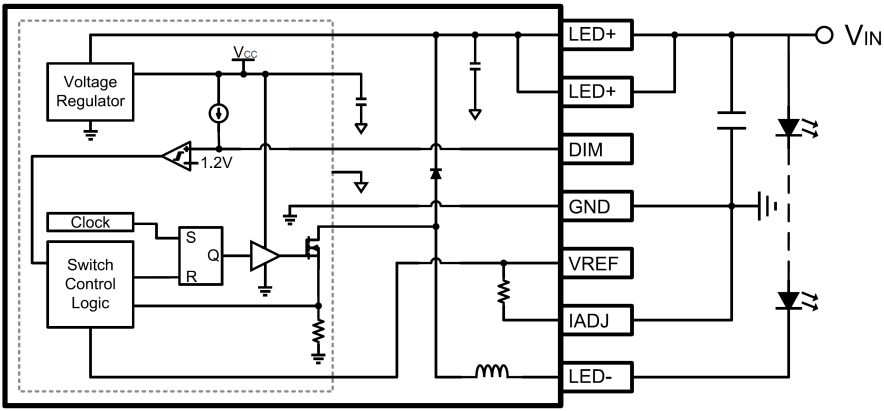 LED+
VIN
VCC
Voltage
Regulator
LED+
1.2V
DIM
Clock
GND
S
Q
R
Switch
Control
Logic
VREF
IADJ
LED-